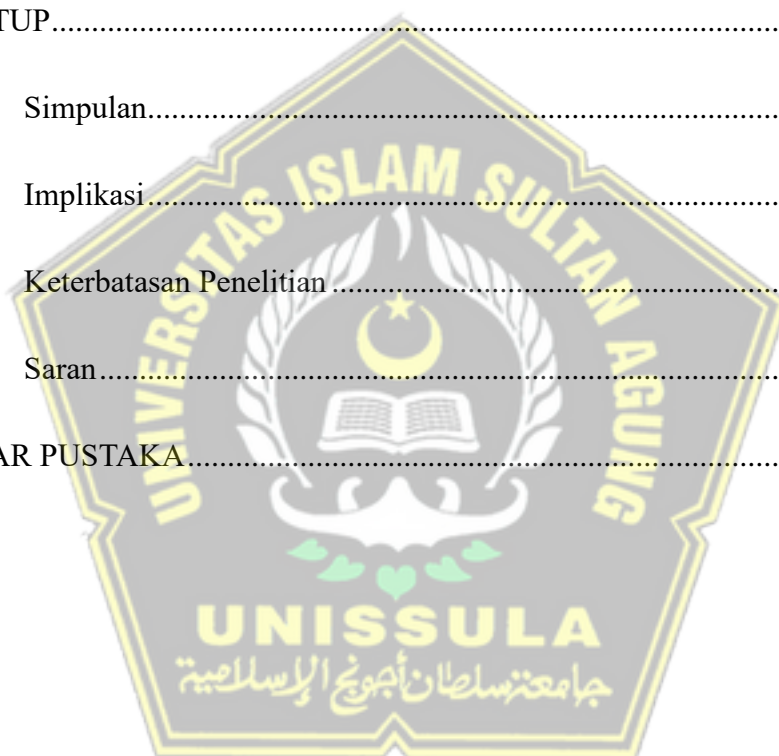 TUP............................................................
Simpulan............................................................
Implikasi............................................................
Keterbatasan Penelitian............................................................
Saran............................................................
AR PUSTAKA............................................................
UNIVERSITAS ISLAM SULTAN AGUNG
UNISSULA
جامعة سلطان أجونج الإسلامية